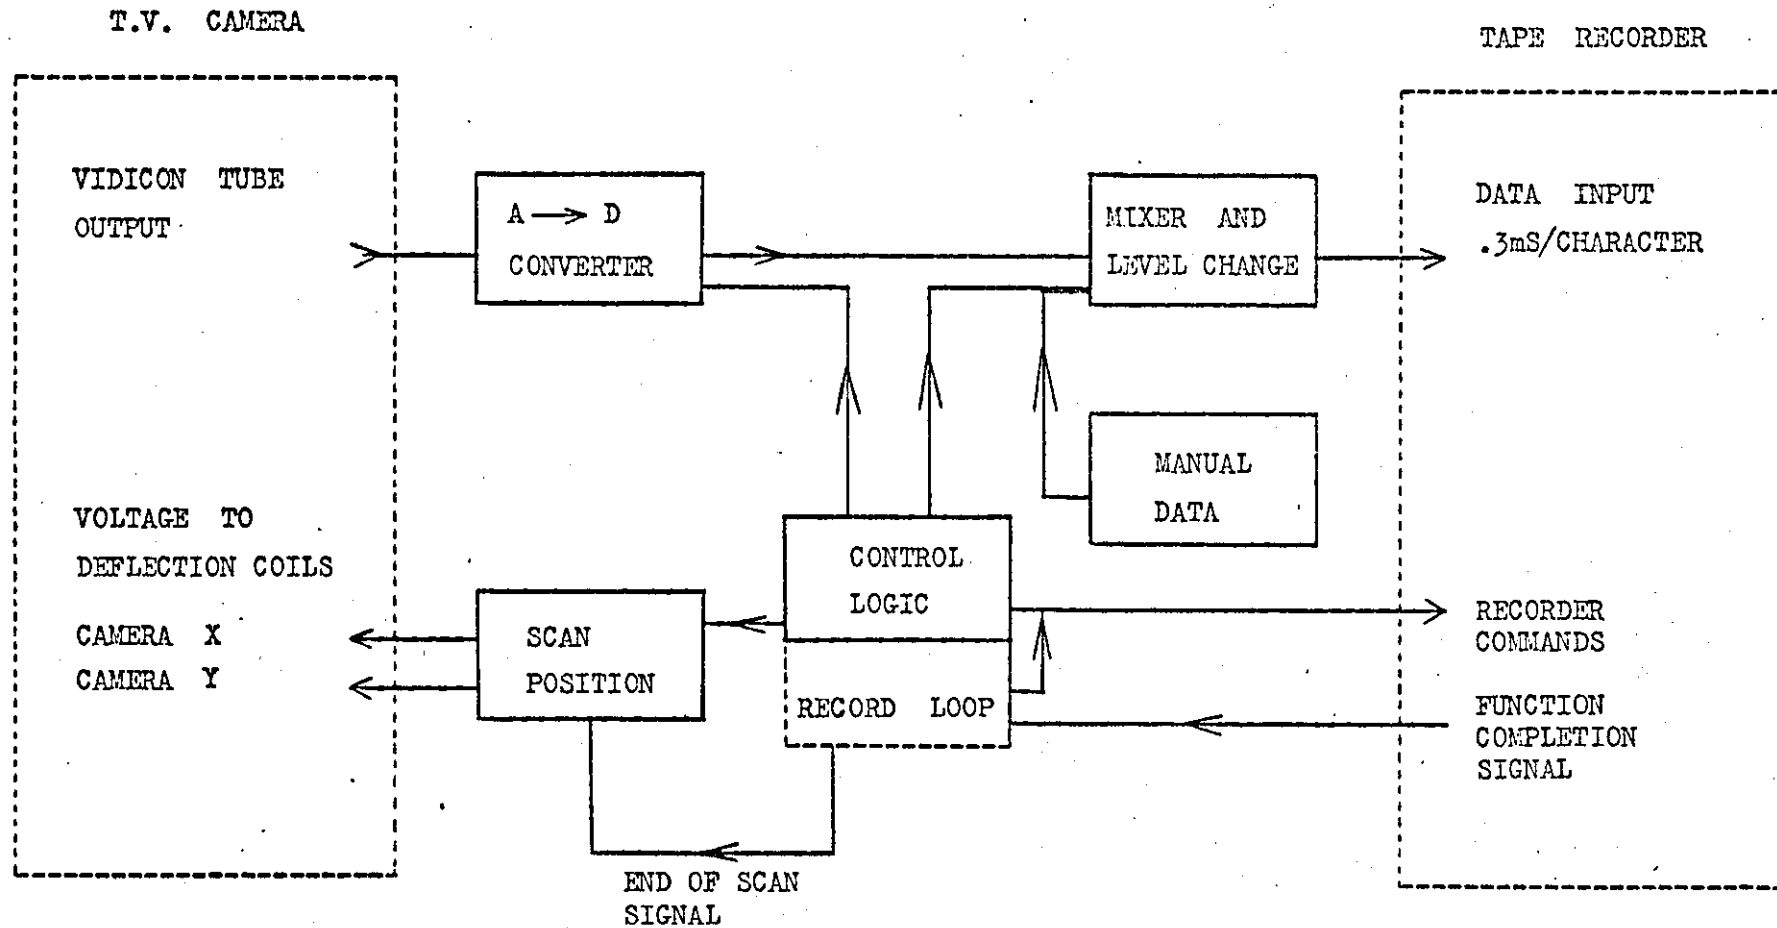 T.V. CAMERA
TAPE RECORDER
VIDICON TUBE
OUTPUT
A → D
CONVERTER
MIXER AND
LEVEL CHANGE
DATA INPUT
.3mS/CHARACTER
MANUAL
DATA
VOLTAGE TO
DEFLECTION COILS
CAMERA X
CAMERA Y
SCAN
POSITION
CONTROL
LOGIC
RECORD LOOP
RECORDER
COMMANDS
FUNCTION
COMPLETION
SIGNAL
END OF SCAN
SIGNAL